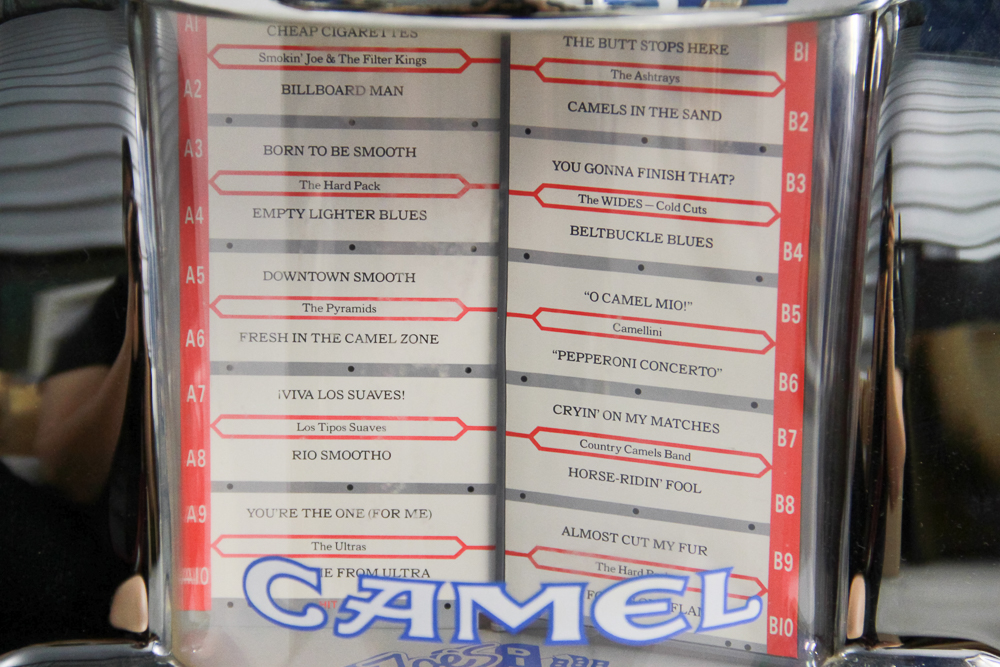 A1
CHEAP CIGARETTES
Smokin' Joe & The Filter Kings
A2
BILLBOARD MAN
A3
BORN TO BE SMOOTH
The Hard Pack
A4
EMPTY LIGHTER BLUES
A5
DOWNTOWN SMOOTH
The Pyramids
A6
FRESH IN THE CAMEL ZONE
A7
¡VIVA LOS SUAVES!
Los Tipos Suaves
A8
RIO SMOOTHO
A9
YOU'RE THE ONE (FOR ME)
The Ultras
A10
FROM ULTRA
THE BUTT STOPS HERE
B1
The Ashtrays
CAMELS IN THE SAND
B2
YOU GONNA FINISH THAT?
B3
The WIDES – Cold Cuts
BELTBUCKLE BLUES
B4
"O CAMEL MIO!"
B5
Camellini
"PEPPERONI CONCERTO"
B6
CRYIN' ON MY MATCHES
B7
Country Camels Band
HORSE-RIDIN' FOOL
B8
ALMOST CUT MY FUR
B9
The Hard
B10
CAMEL